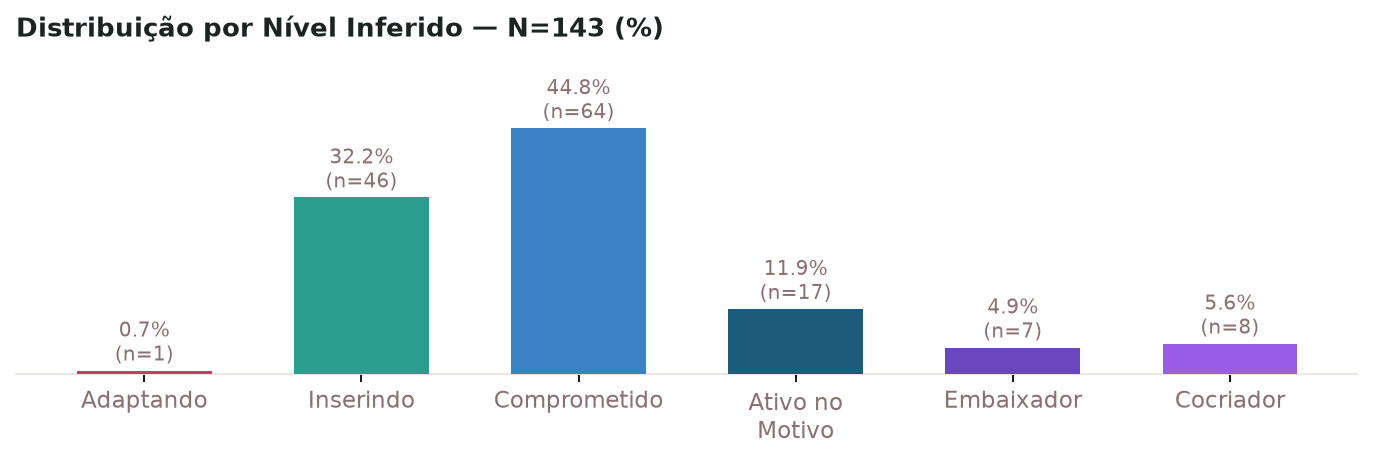 Distribuição por Nível Inferido — N=143 (%)
44.8%
(n=64)
32.2%
(n=46)
11.9%
(n=17)
4.9%
(n=7)
5.6%
(n=8)
0.7%
(n=1)
Adaptando
Inserindo
Comprometido
Ativo no
Motivo
Embaixador
Cocriador